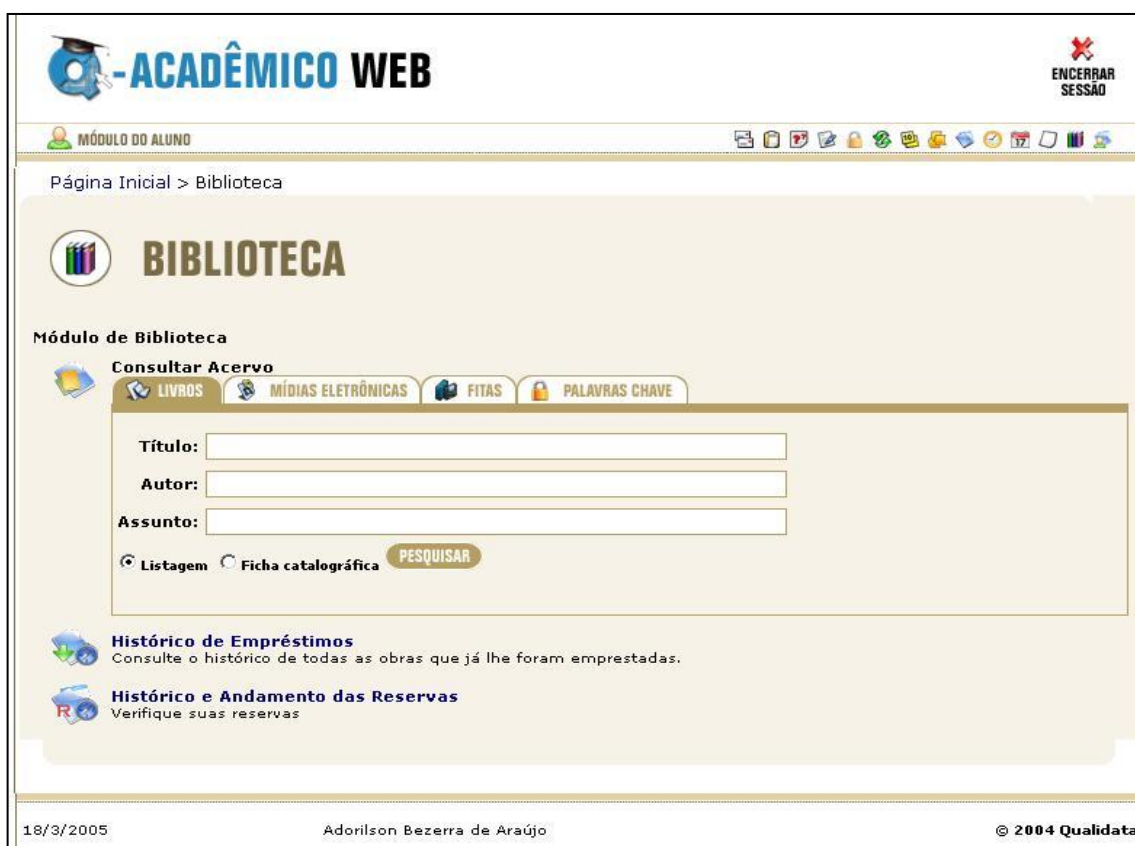 -ACADÊMICO WEB
ENCERRAR
SESSÃO
MÓDULO DO ALUNO
17
Página Inicial > Biblioteca
BIBLIOTECA
Módulo de Biblioteca
Consultar Acervo
LIVROS MÍDIAS ELETRÔNICAS FITAS PALAVRAS CHAVE
Título:
Autor:
Assunto:
Listagem Ficha catalográfica PESQUISAR
Histórico de Empréstimos
Consulte o histórico de todas as obras que já lhe foram emprestadas.
R
Histórico e Andamento das Reservas
Verifique suas reservas
18/3/2005 Adorilson Bezerra de Araújo © 2004 Qualidata